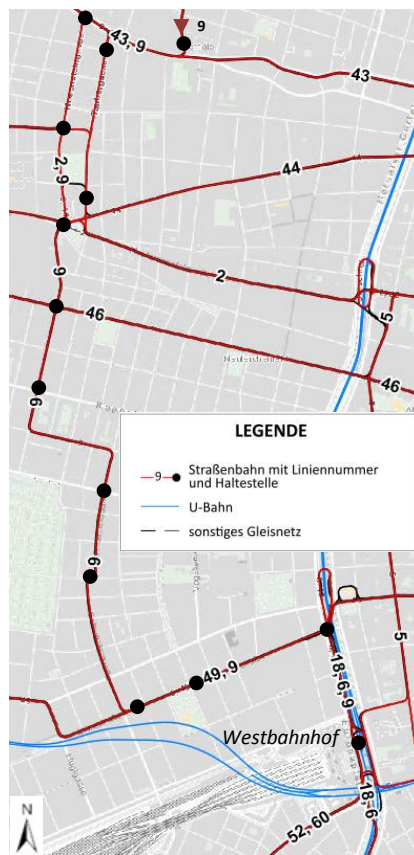 9
43, 9
43
44
2, 9
2
9
46
5
46
9
LEGENDE
9 Straßenbahn mit Liniennummer
und Haltestelle
U-Bahn
sonstiges Gleisnetz
9
5
49, 9
18, 6, 9
Westbahnhof
18, 6
52, 60
N